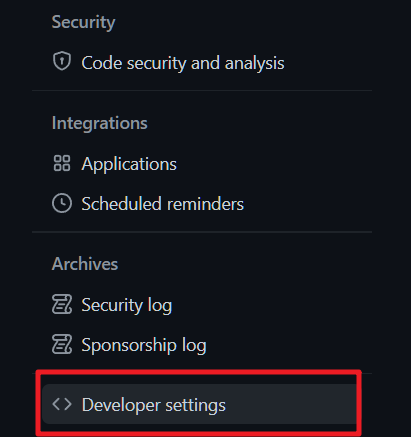 Security
Code security and analysis
Integrations
Applications
Scheduled reminders
Archives
Security log
Sponsorship log
Developer settings